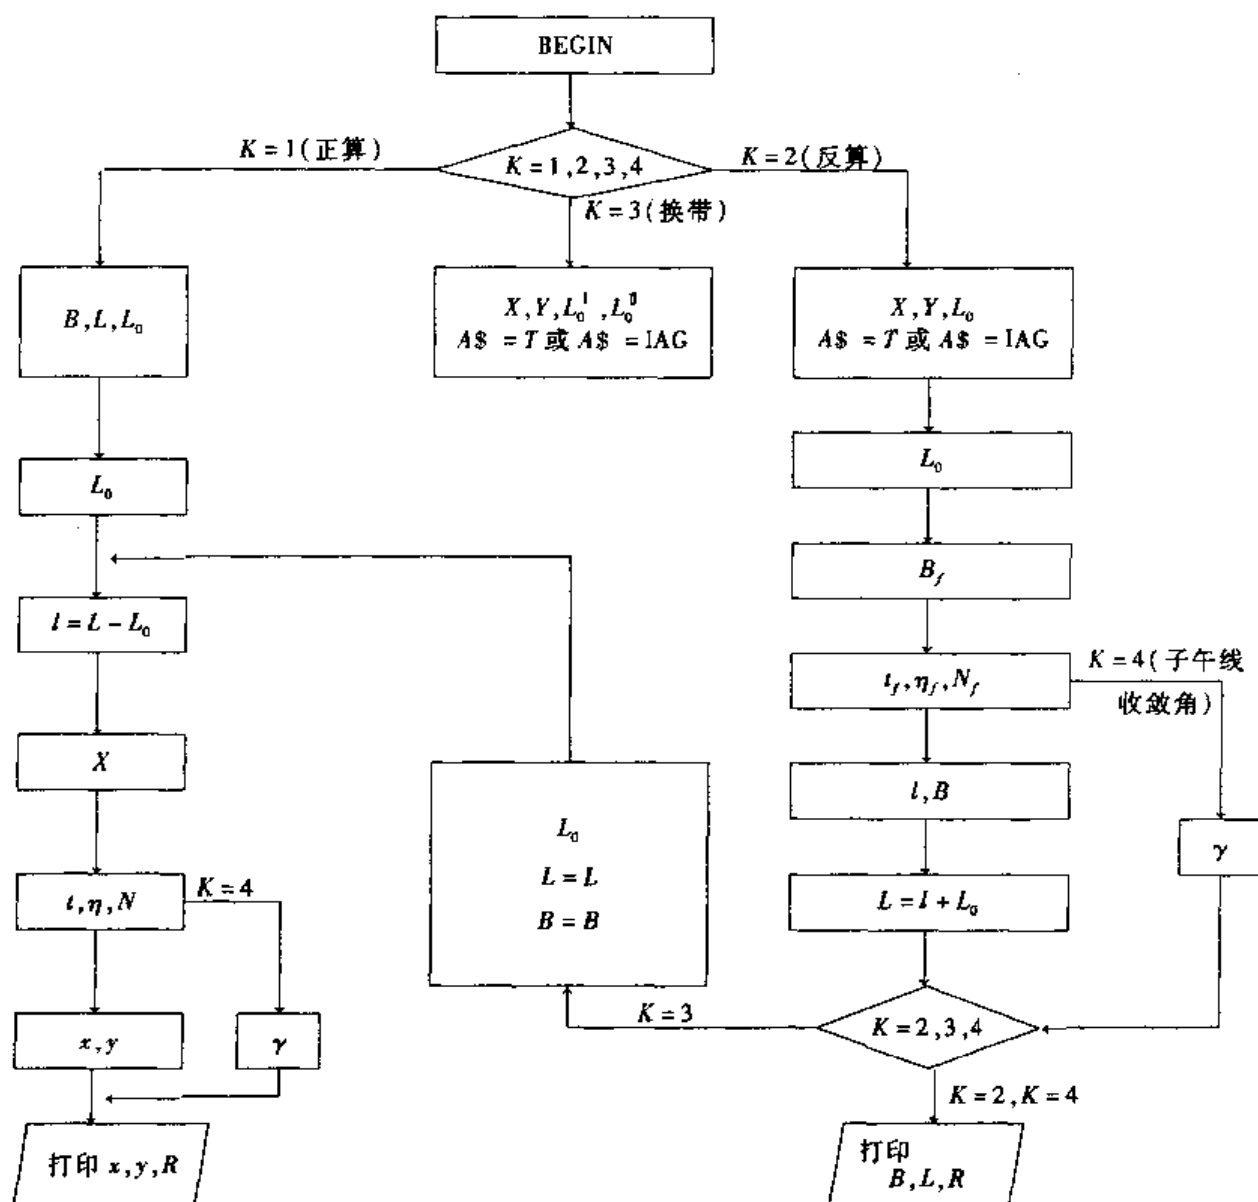 BEGIN
K=1(正算)
K=1,2,3,4
K=2(反算)
K=3(换带)
B,L,L₀
X,Y,L₀ᴵ,L₀ᴵᴵ
A$ =T 或 A$ =IAG
X,Y,L₀
A$ =T 或 A$ =IAG
L₀
L₀
B_f
l=L-L₀
t_f,η_f,N_f
K=4(子午线
收敛角)
X
l,B
L₀
L=L
B=B
γ
t,η,N
K=4
L=l+L₀
x,y
γ
K=3
K=2,3,4
K=2,K=4
打印 x,y,R
打印
B,L,R